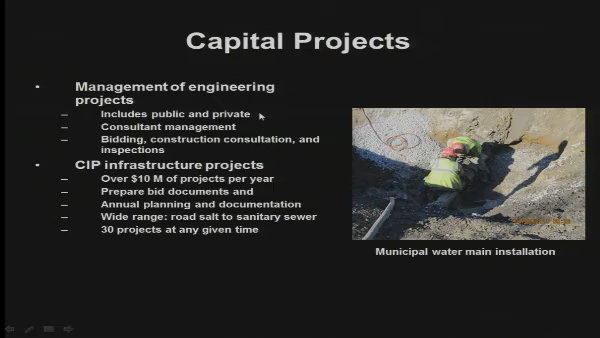 Capital Projects
• Management of engineering
projects
– Includes public and private
– Consultant management
– Bidding, construction consultation, and
inspections
• CIP infrastructure projects
– Over $10 M of projects per year
– Prepare bid documents and
– Annual planning and documentation
– Wide range: road salt to sanitary sewer
– 30 projects at any given time
Municipal water main installation